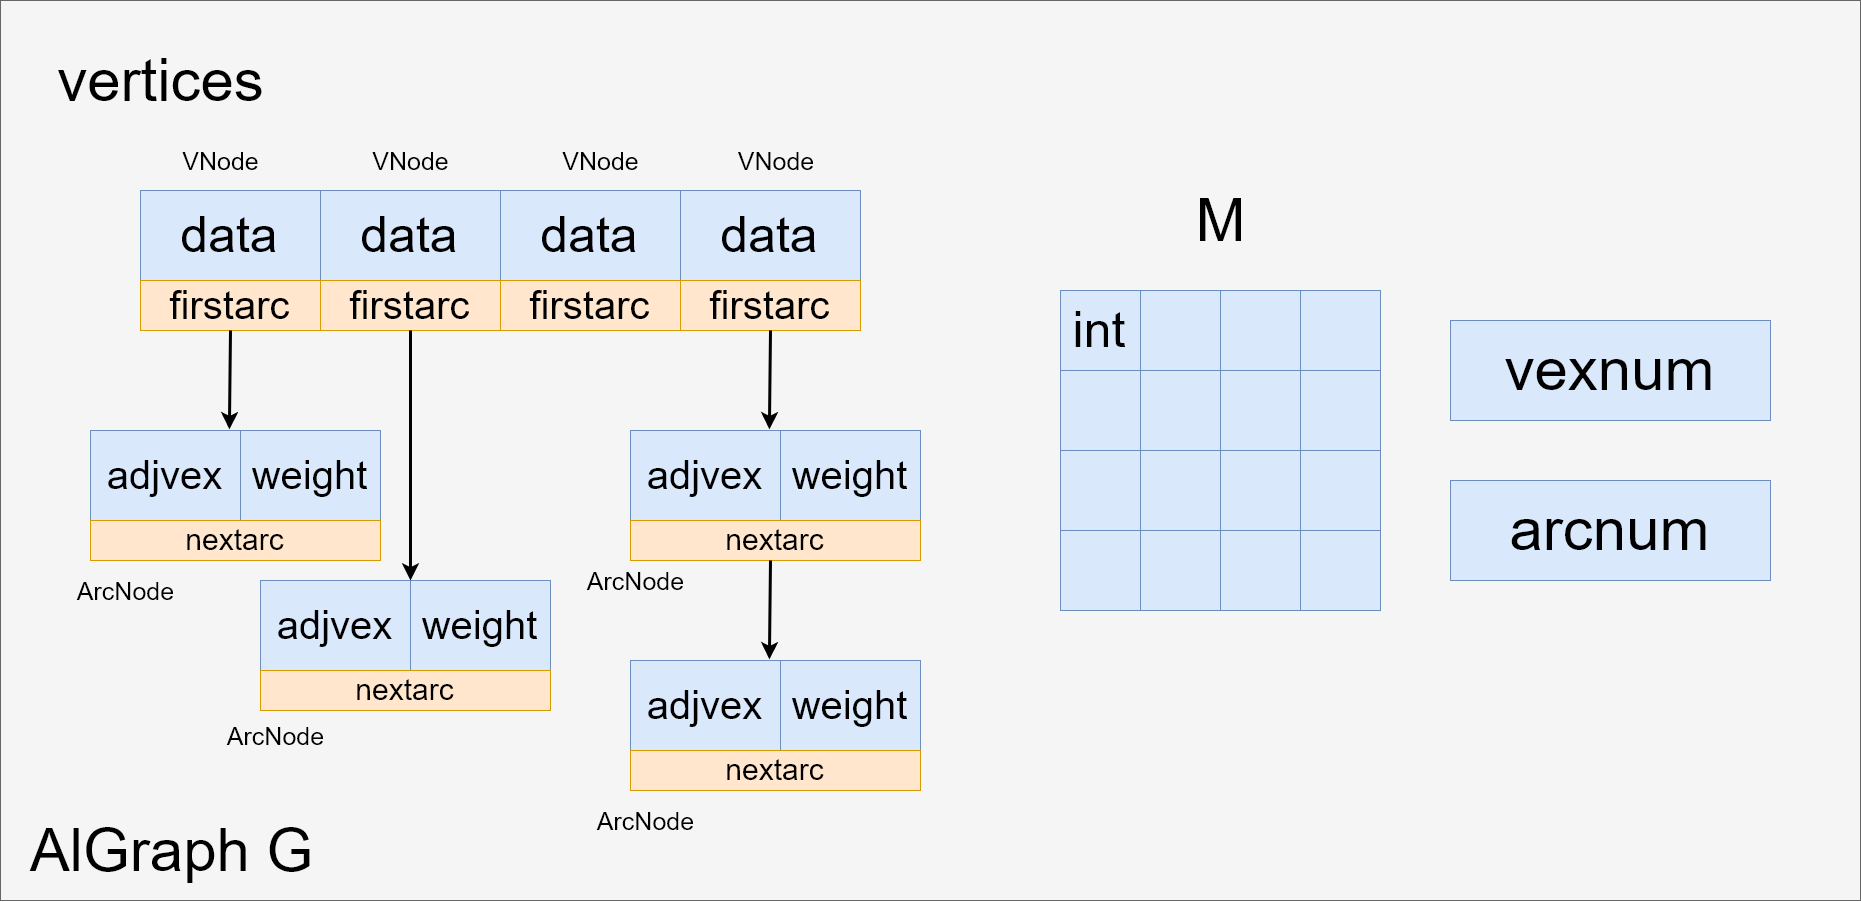 vertices
VNode VNode VNode VNode
data data data data
firstarc firstarc firstarc firstarc
M
int
vexnum
arcnum
adjvex weight
nextarc
ArcNode
adjvex weight
nextarc
ArcNode
adjvex weight
nextarc
ArcNode
adjvex weight
nextarc
ArcNode
AlGraph G